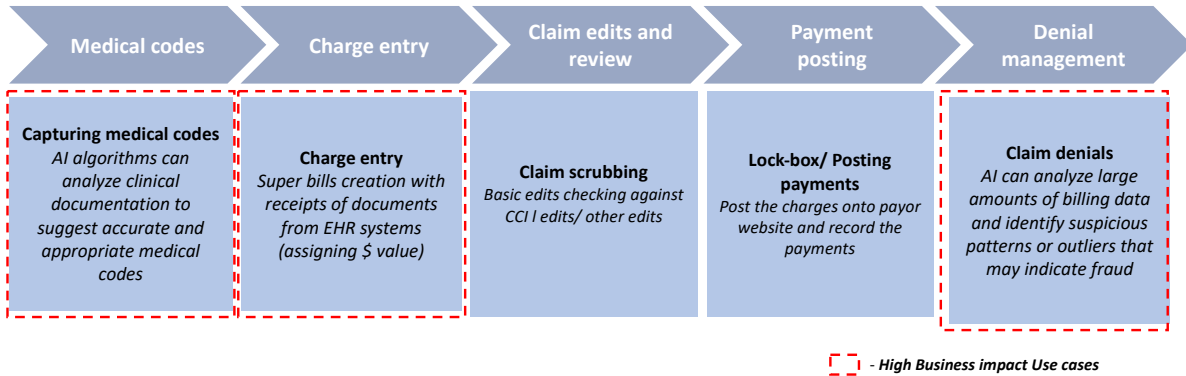 Medical codes
Charge entry
Claim edits and
review
Payment
posting
Denial
management
Capturing medical codes
AI algorithms can
analyze clinical
documentation to
suggest accurate and
appropriate medical
codes
Charge entry
Super bills creation with
receipts of documents
from EHR systems
(assigning $ value)
Claim scrubbing
Basic edits checking against
CCI l edits/ other edits
Lock-box/ Posting
payments
Post the charges onto payor
website and record the
payments
Claim denials
AI can analyze large
amounts of billing data
and identify suspicious
patterns or outliers that
may indicate fraud
- High Business impact Use cases